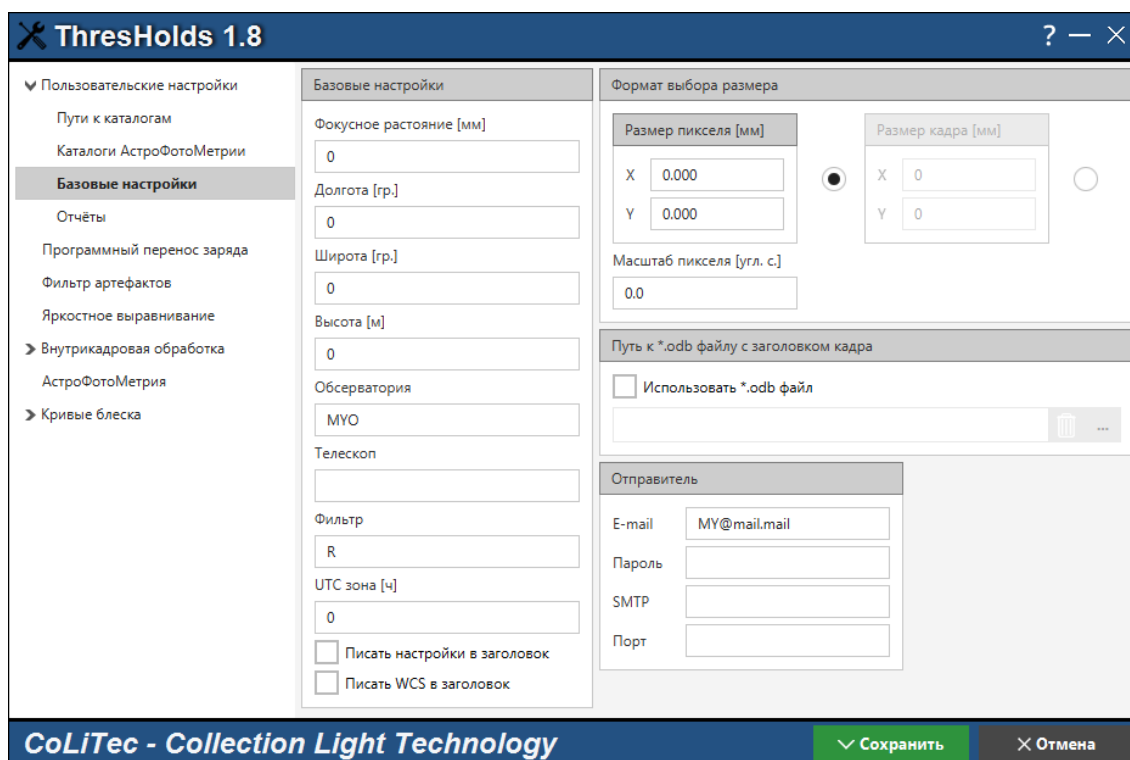 ThresHolds 1.8
?
Пользовательские настройки
Пути к каталогам
Каталоги АстроФотоМетрии
Базовые настройки
Отчёты
Программный перенос заряда
Фильтр артефактов
Яркостное выравнивание
Внутрикадровая обработка
АстроФотоМетрия
Кривые блеска
Базовые настройки
Фокусное растояние [мм]
0
Долгота [гр.]
0
Широта [гр.]
0
Высота [м]
0
Обсерватория
MYO
Телескоп
Фильтр
R
UTC зона [ч]
0
Писать настройки в заголовок
Писать WCS в заголовок
Формат выбора размера
Размер пикселя [мм]
X 0.000
Y 0.000
Размер кадра [мм]
X 0
Y 0
Масштаб пикселя [угл. с.]
0.0
Путь к *.odb файлу с заголовком кадра
Использовать *.odb файл
...
Отправитель
E-mail MY@mail.mail
Пароль
SMTP
Порт
CoLiTec - Collection Light Technology
Сохранить
Отмена